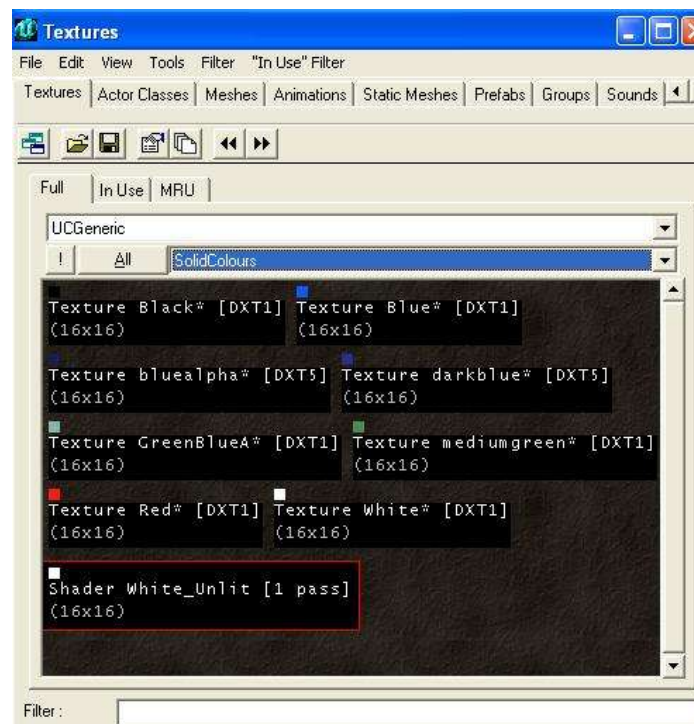 Textures
File Edit View Tools Filter "In Use" Filter
Textures Actor Classes Meshes Animations Static Meshes Prefabs Groups Sounds
Full In Use MRU
UCGeneric
! All SolidColours
Texture Black* [DXT1] Texture Blue* [DXT1]
(16x16) (16x16)
Texture bluealpha* [DXT5] Texture darkblue* [DXT5]
(16x16) (16x16)
Texture GreenBlueA* [DXT1] Texture mediumgreen* [DXT1]
(16x16) (16x16)
Texture Red* [DXT1] Texture White* [DXT1]
(16x16) (16x16)
Shader White_Unlit [1 pass]
(16x16)
Filter :